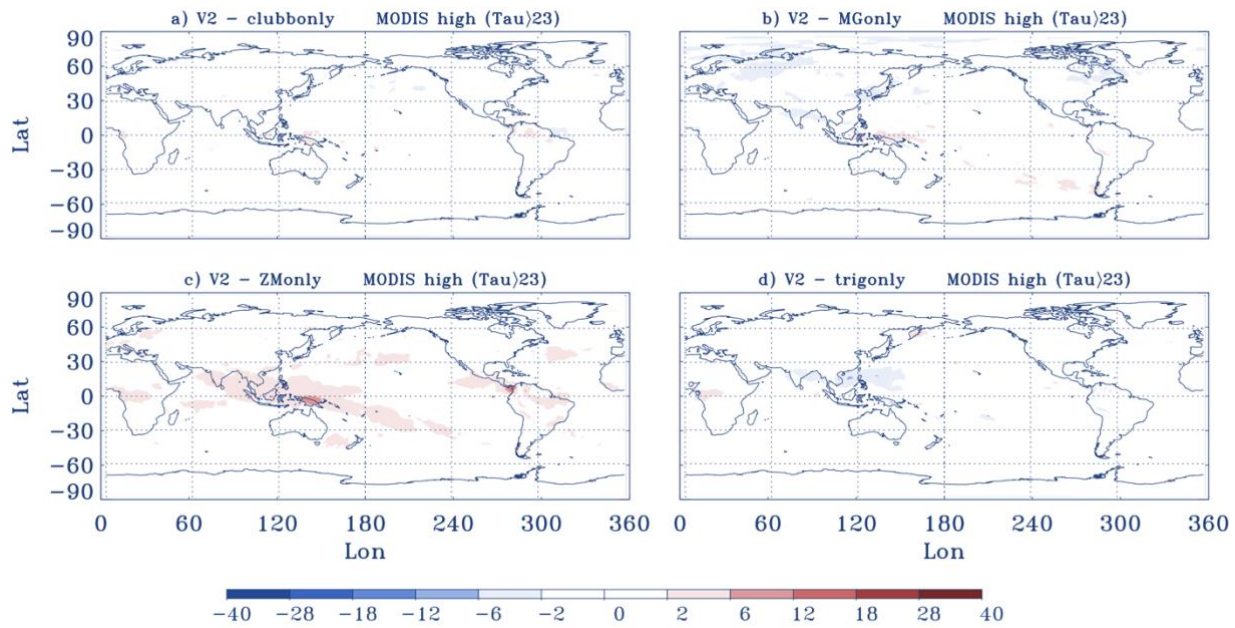 a) V2 − clubbonly MODIS high (Tau⟩23)
b) V2 − MGonly MODIS high (Tau⟩23)
90
60
30
0
−30
−60
−90
Lat
c) V2 − ZMonly MODIS high (Tau⟩23)
d) V2 − trigonly MODIS high (Tau⟩23)
90
60
30
0
−30
−60
−90
Lat
0 60 120 180 240 300 360
0 60 120 180 240 300 360
Lon
Lon
−40 −28 −18 −12 −6 −2 0 2 6 12 18 28 40